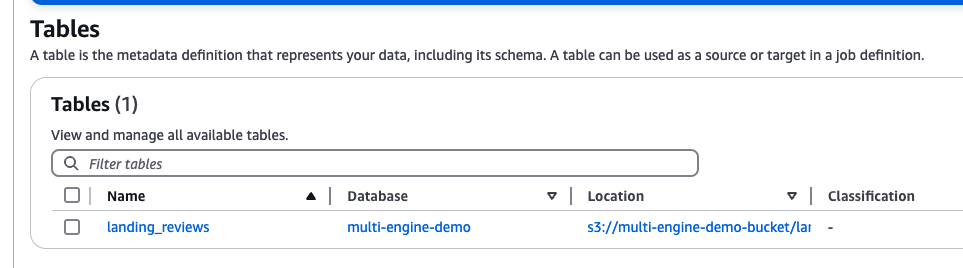 Tables
A table is the metadata definition that represents your data, including its schema. A table can be used as a source or target in a job definition.
Tables (1)
View and manage all available tables.
Filter tables
Name Database Location Classification
landing_reviews multi-engine-demo s3://multi-engine-demo-bucket/lan -